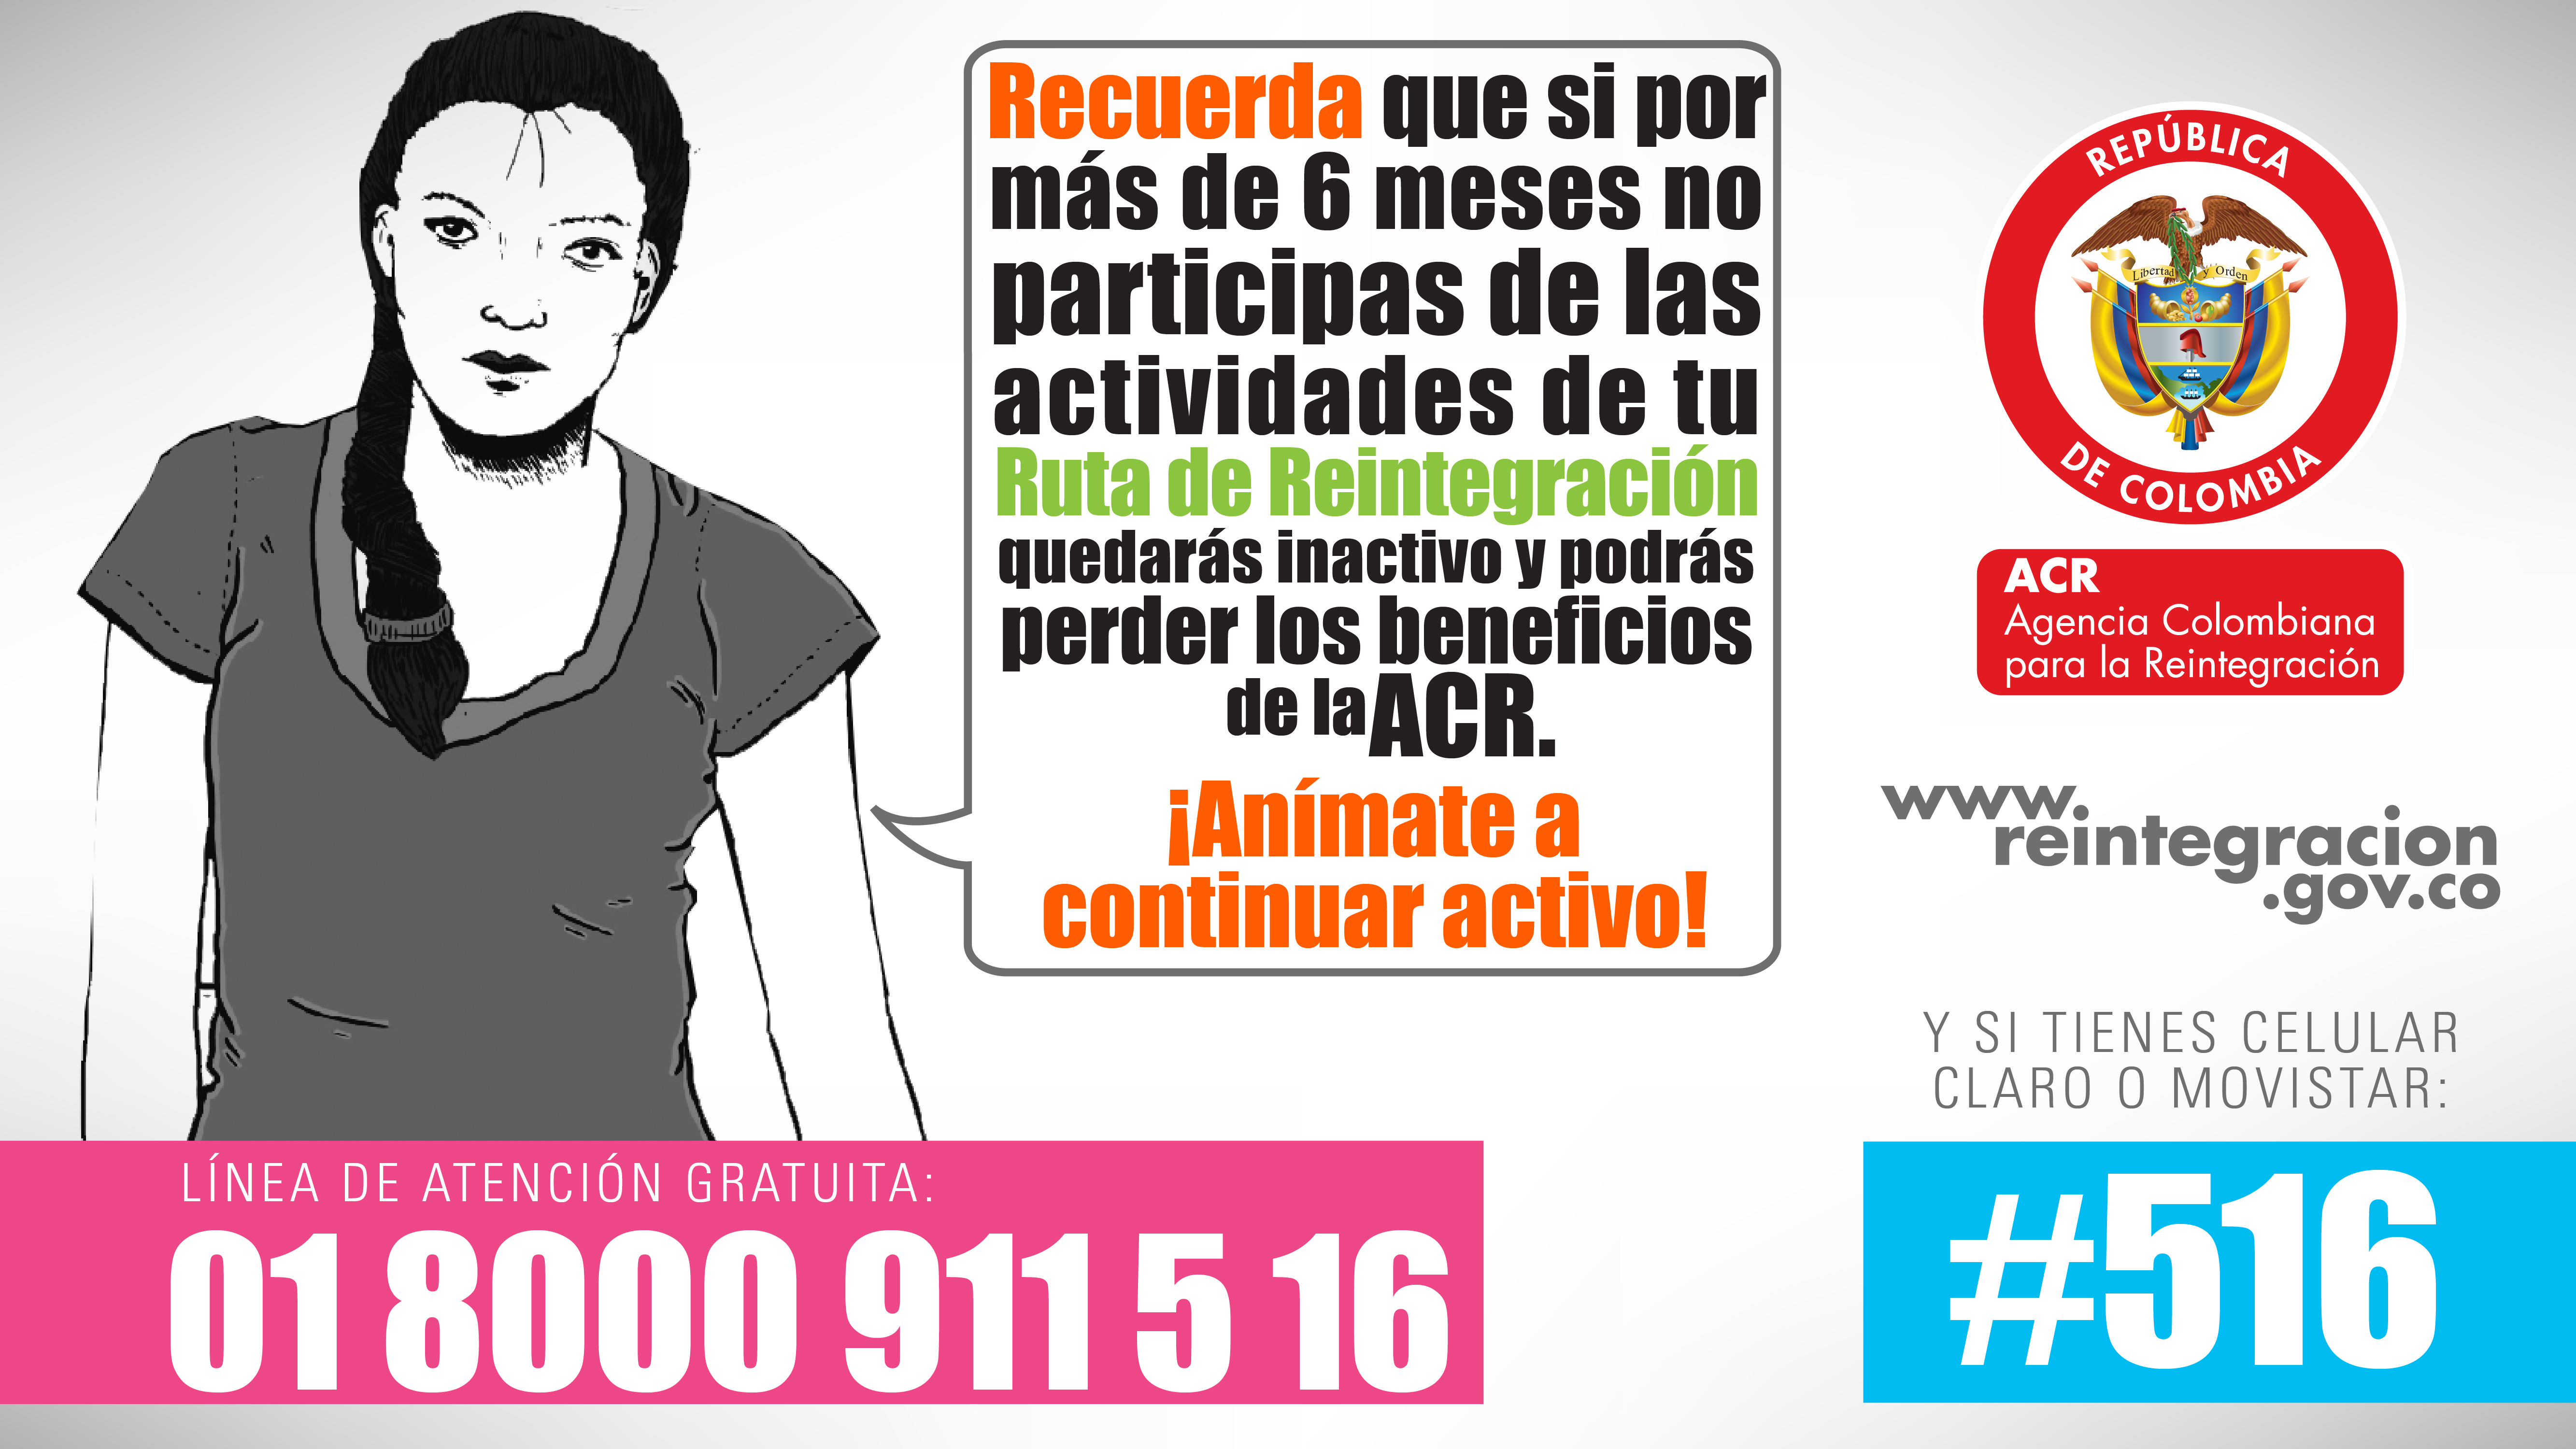 Recuerda que si por
más de 6 meses no
participas de las
actividades de tu
Ruta de Reintegración
quedarás inactivo y podrás
perder los beneficios
de la ACR.
¡Anímate a
continuar activo!
REPÚBLICA
Libertad y Orden
DE COLOMBIA
ACR
Agencia Colombiana
para la Reintegración
www.
reintegracion
.gov.co
Y SI TIENES CELULAR
CLARO O MOVISTAR:
#516
LÍNEA DE ATENCIÓN GRATUITA:
01 8000 911 5 16